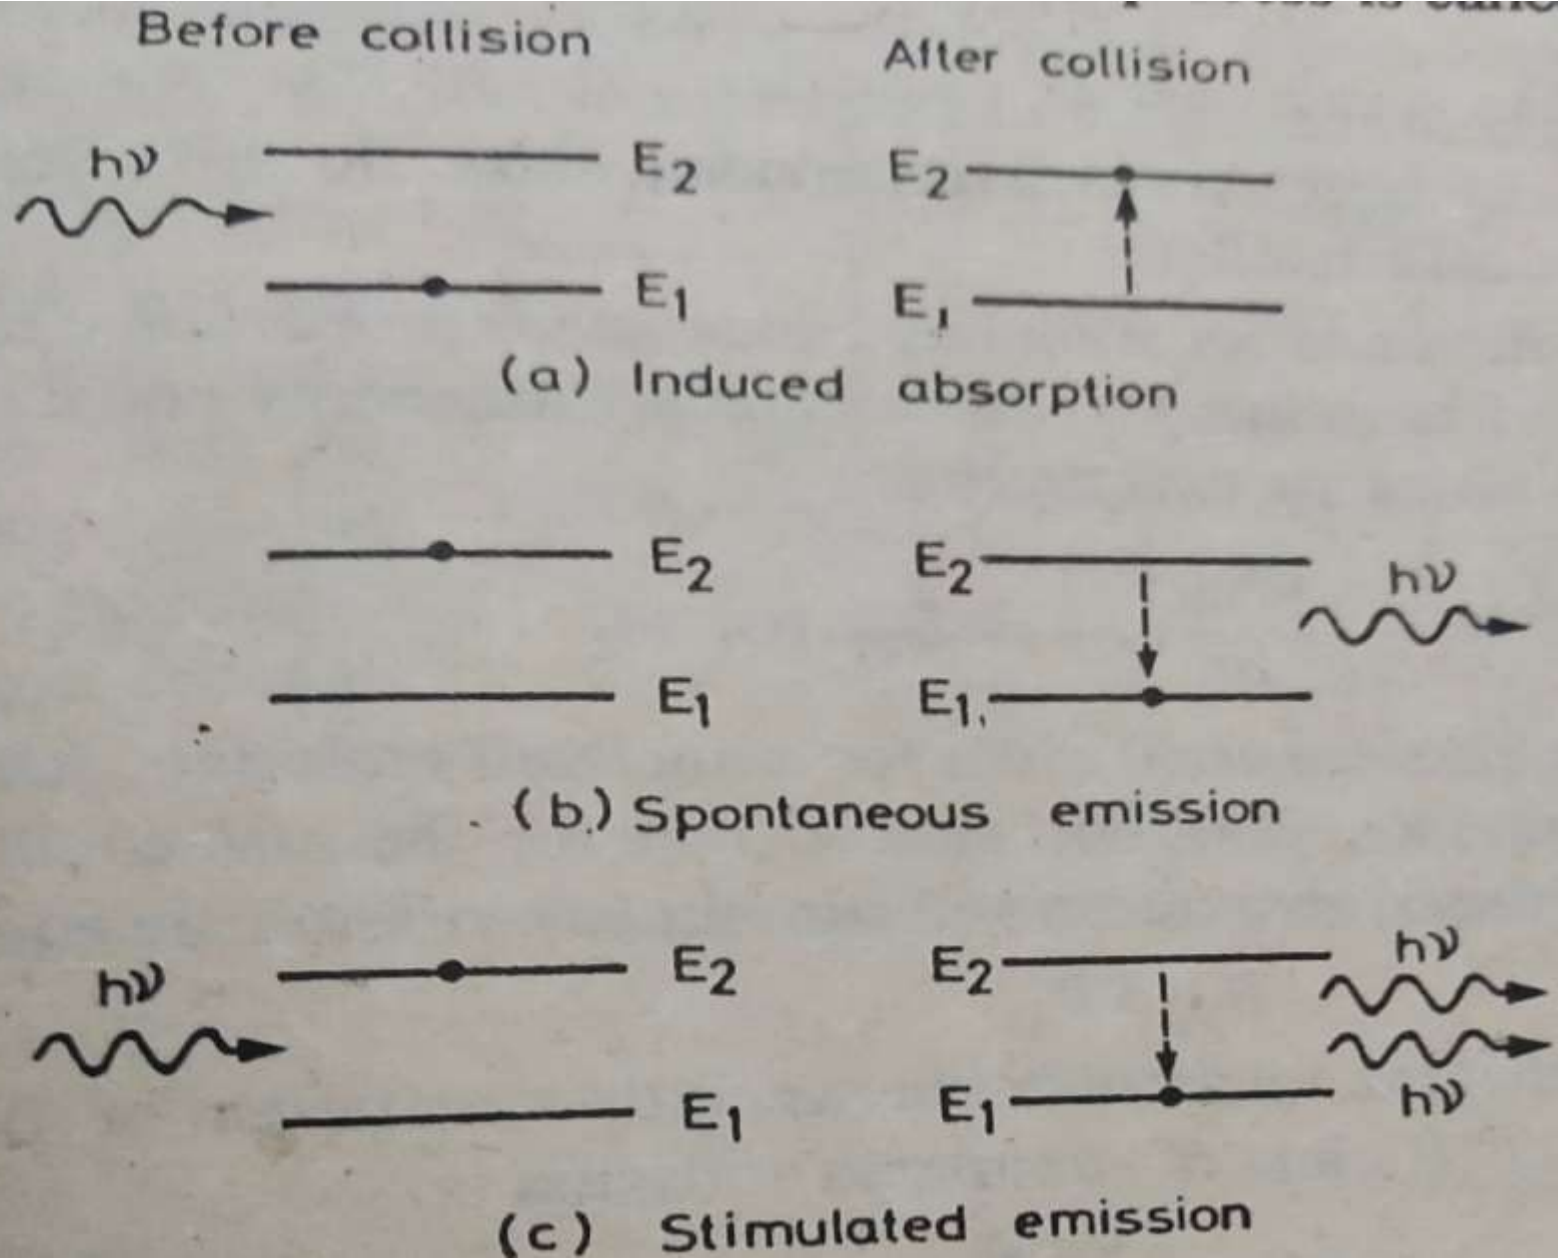 Before collision
After collision
hν
E2
E1
E2
E1
(a) Induced absorption
E2
E1
E2
E1
hν
(b) Spontaneous emission
hν
E2
E1
E2
E1
hν
hν
(c) Stimulated emission